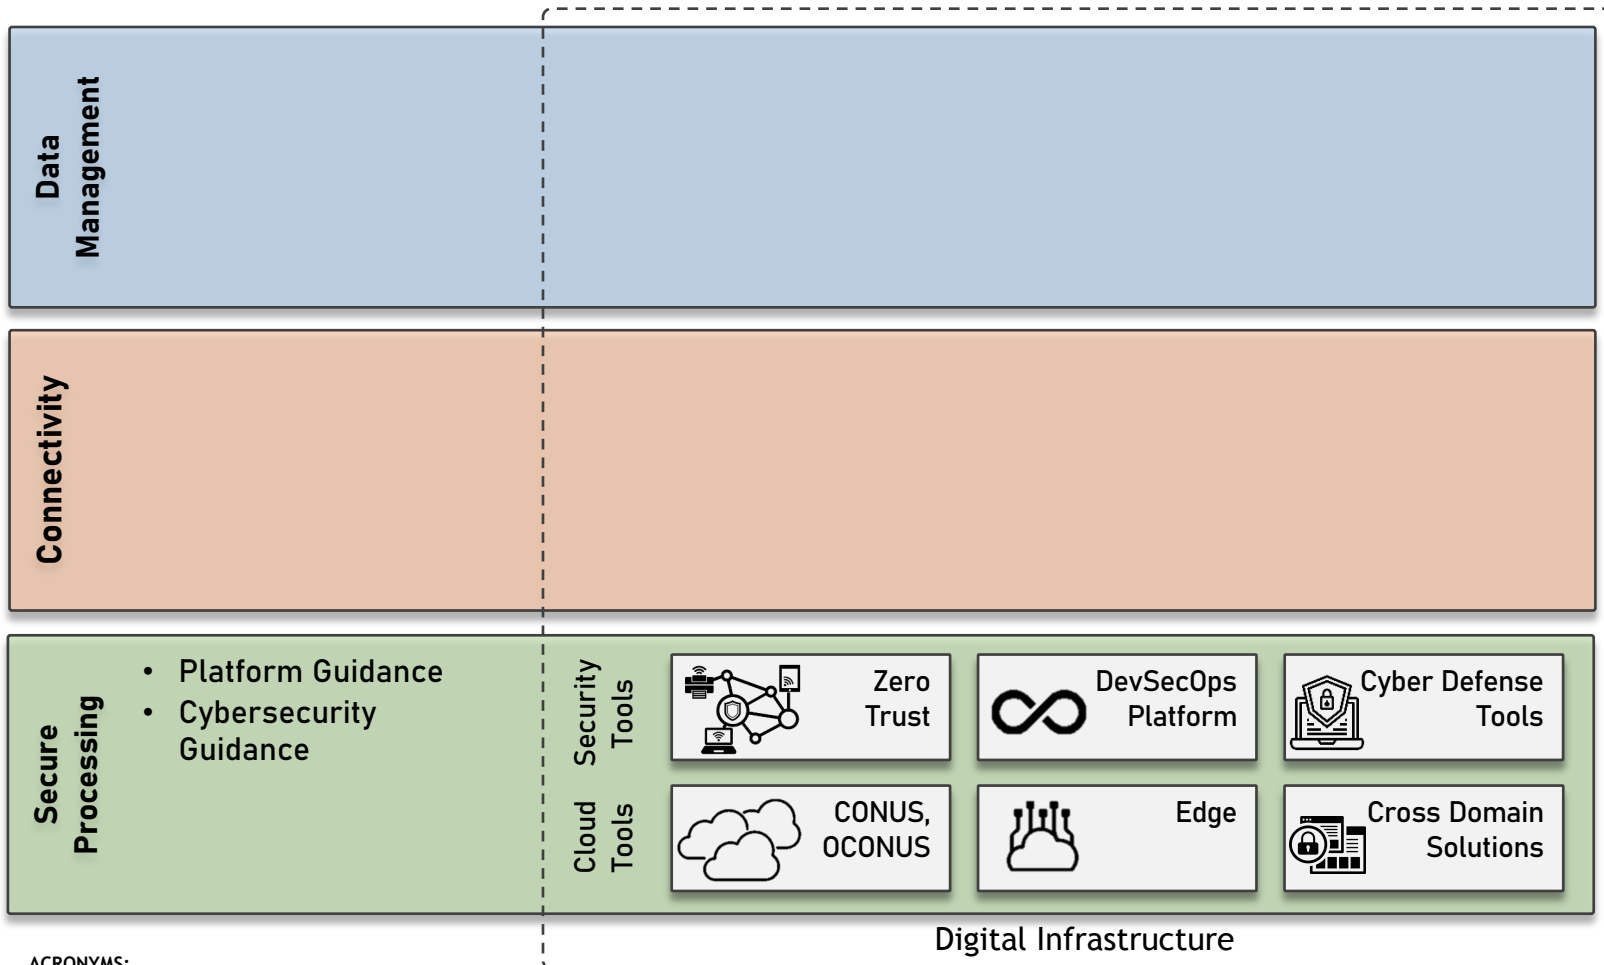 Data
Management
Connectivity
Secure
Processing
• Platform Guidance
• Cybersecurity
Guidance
Security
Tools
Zero
Trust
DevSecOps
Platform
Cyber Defense
Tools
Cloud
Tools
CONUS,
OCONUS
Edge
Cross Domain
Solutions
Digital Infrastructure
ACRONYMS: